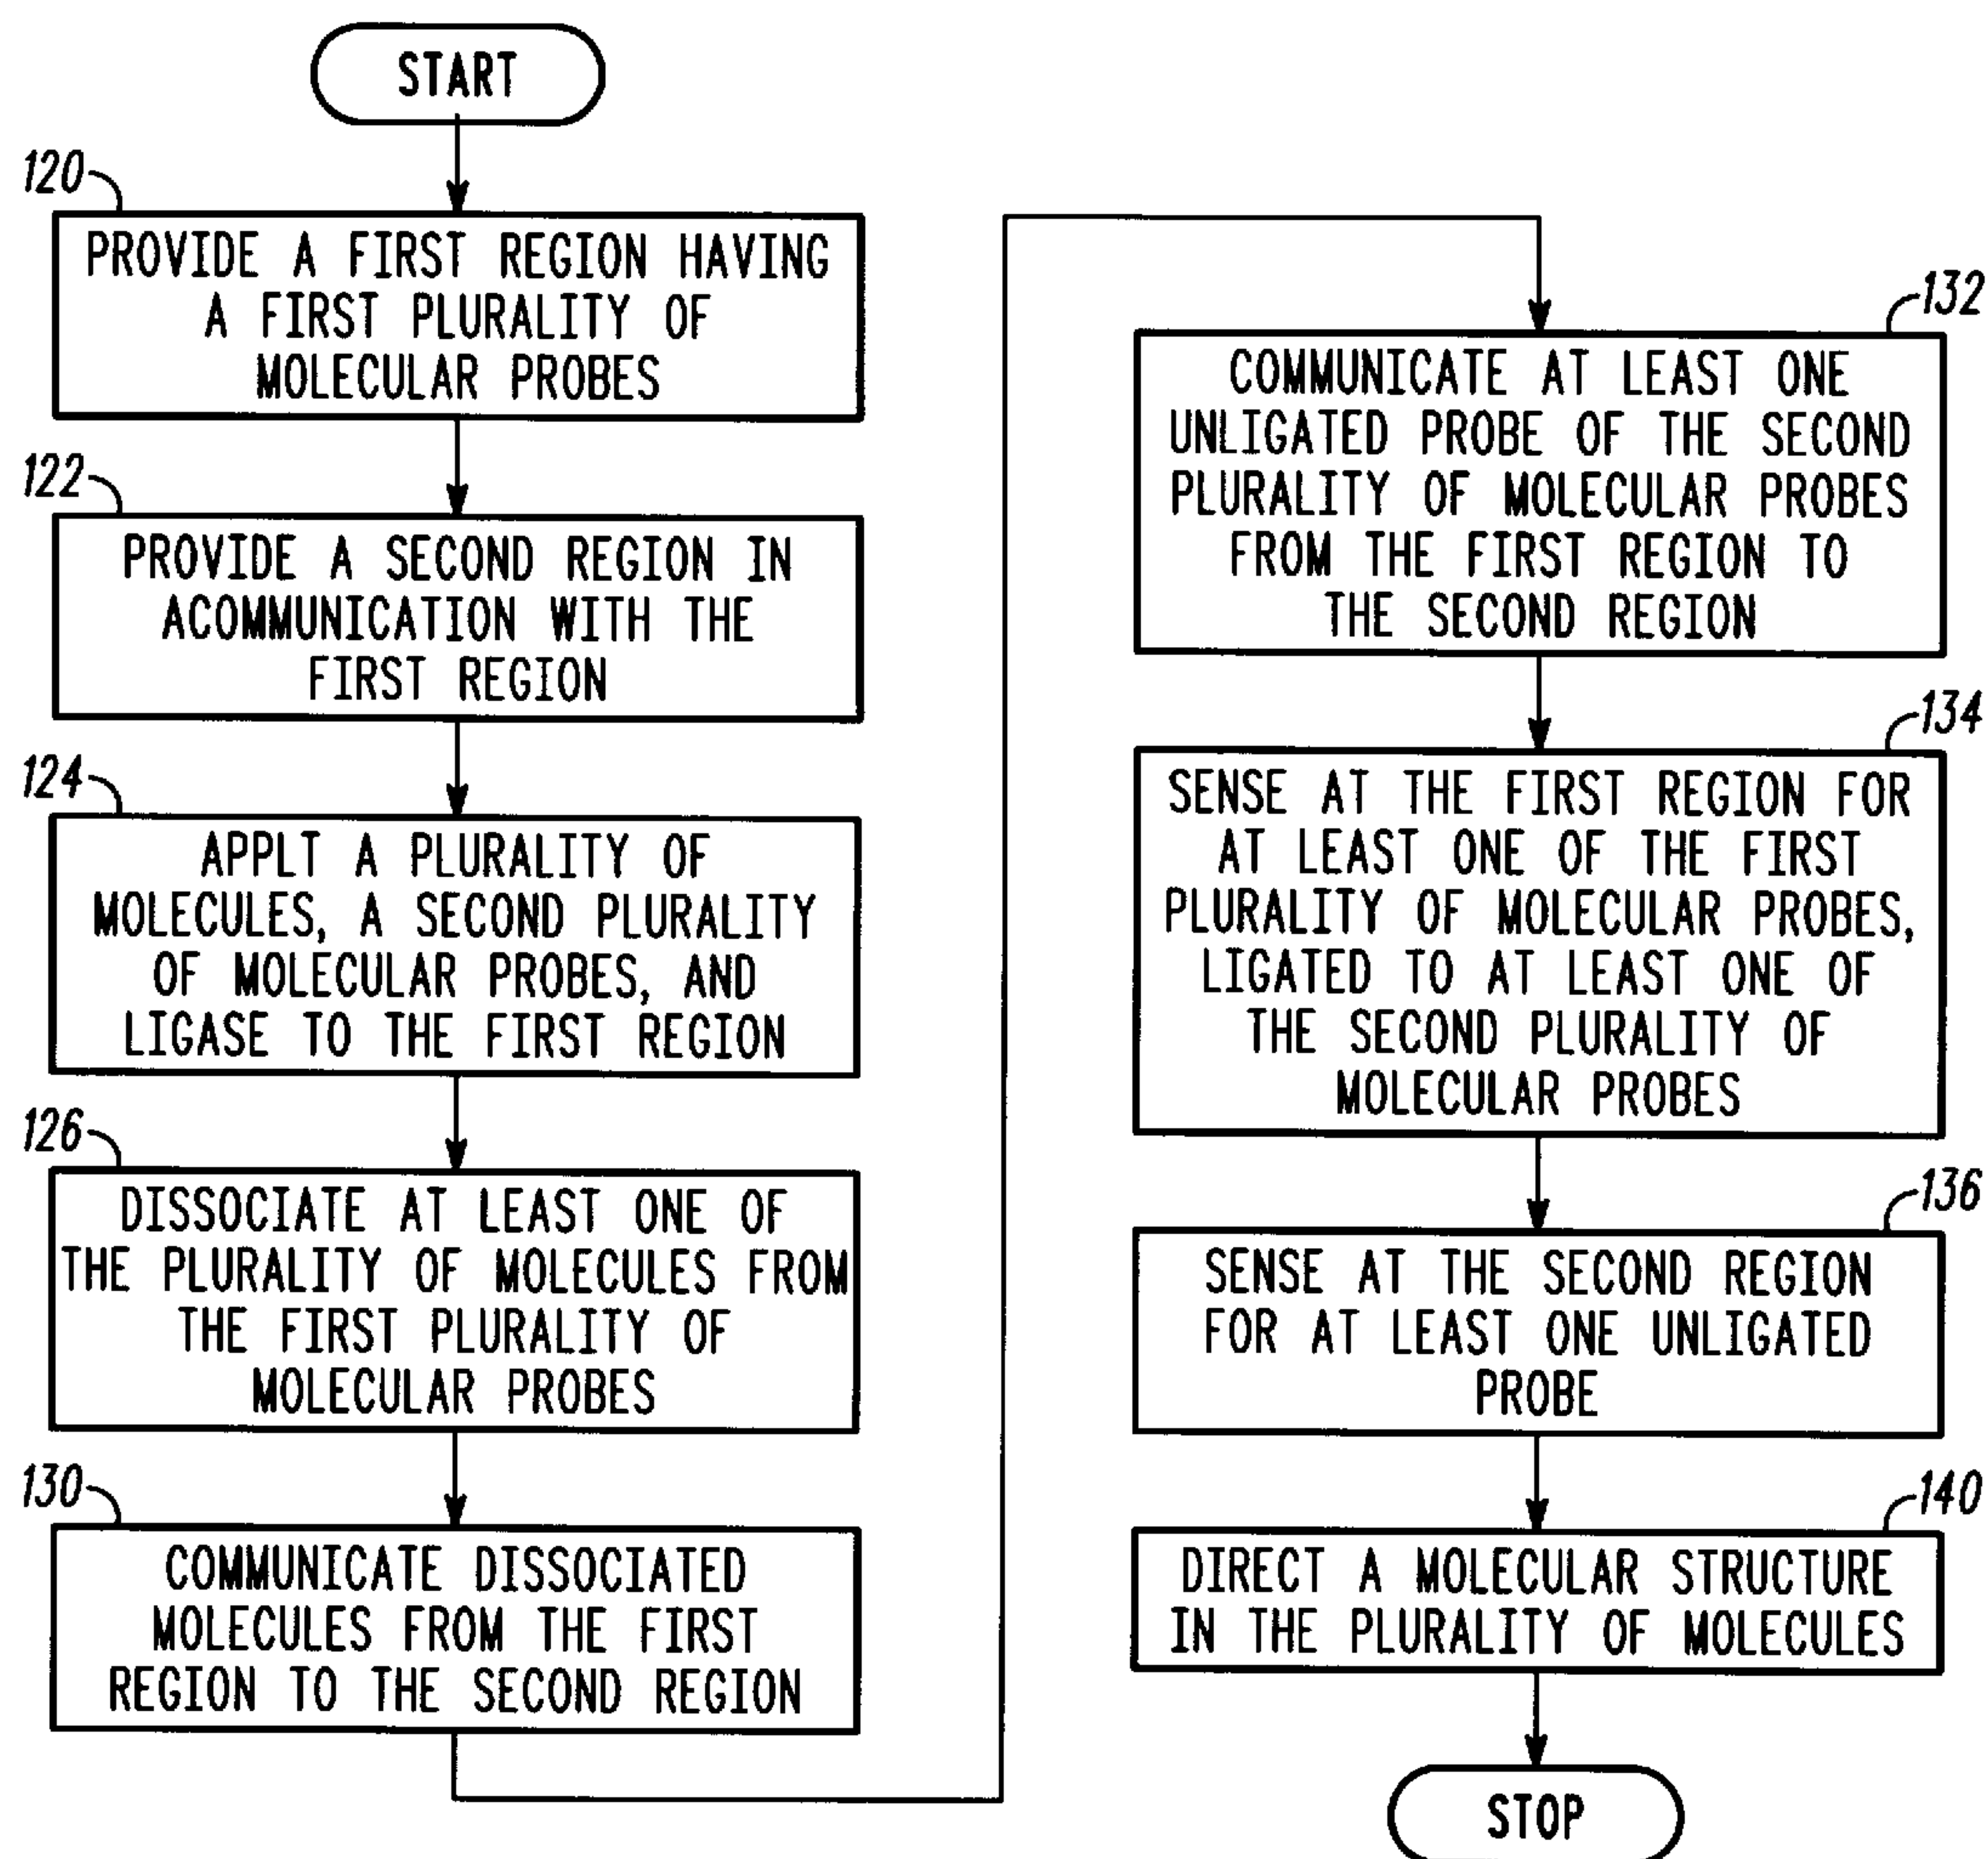 START
120
PROVIDE A FIRST REGION HAVING
A FIRST PLURALITY OF
MOLECULAR PROBES
122
PROVIDE A SECOND REGION IN
ACOMMUNICATION WITH THE
FIRST REGION
124
APPLT A PLURALITY OF
MOLECULES, A SECOND PLURALITY
OF MOLECULAR PROBES, AND
LIGASE TO THE FIRST REGION
126
DISSOCIATE AT LEAST ONE OF
THE PLURALITY OF MOLECULES FROM
THE FIRST PLURALITY OF
MOLECULAR PROBES
130
COMMUNICATE DISSOCIATED
MOLECULES FROM THE FIRST
REGION TO THE SECOND REGION
132
COMMUNICATE AT LEAST ONE
UNLIGATED PROBE OF THE SECOND
PLURALITY OF MOLECULAR PROBES
FROM THE FIRST REGION TO
THE SECOND REGION
134
SENSE AT THE FIRST REGION FOR
AT LEAST ONE OF THE FIRST
PLURALITY OF MOLECULAR PROBES,
LIGATED TO AT LEAST ONE OF
THE SECOND PLURALITY OF
MOLECULAR PROBES
136
SENSE AT THE SECOND REGION
FOR AT LEAST ONE UNLIGATED
PROBE
140
DIRECT A MOLECULAR STRUCTURE
IN THE PLURALITY OF MOLECULES
STOP